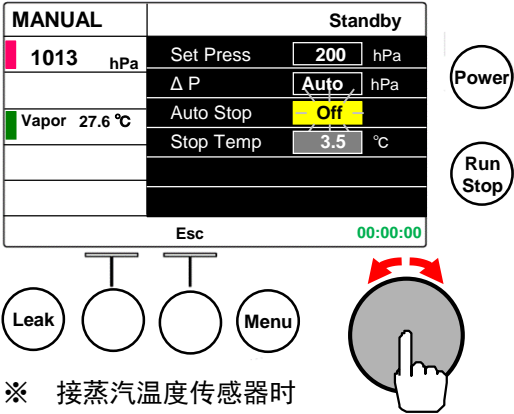 MANUAL Standby
1013 hPa
Set Press 200 hPa
Δ P Auto hPa
Auto Stop Off
Vapor 27.6 ℃
Stop Temp 3.5 ℃
Esc 00:00:00
Power
Run
Stop
Leak
Menu
※ 接蒸汽温度传感器时